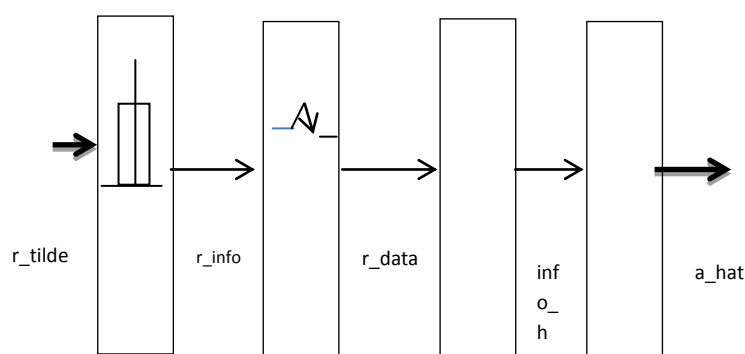 r_tilde
r_info
r_data
inf
o_
h
a_hat